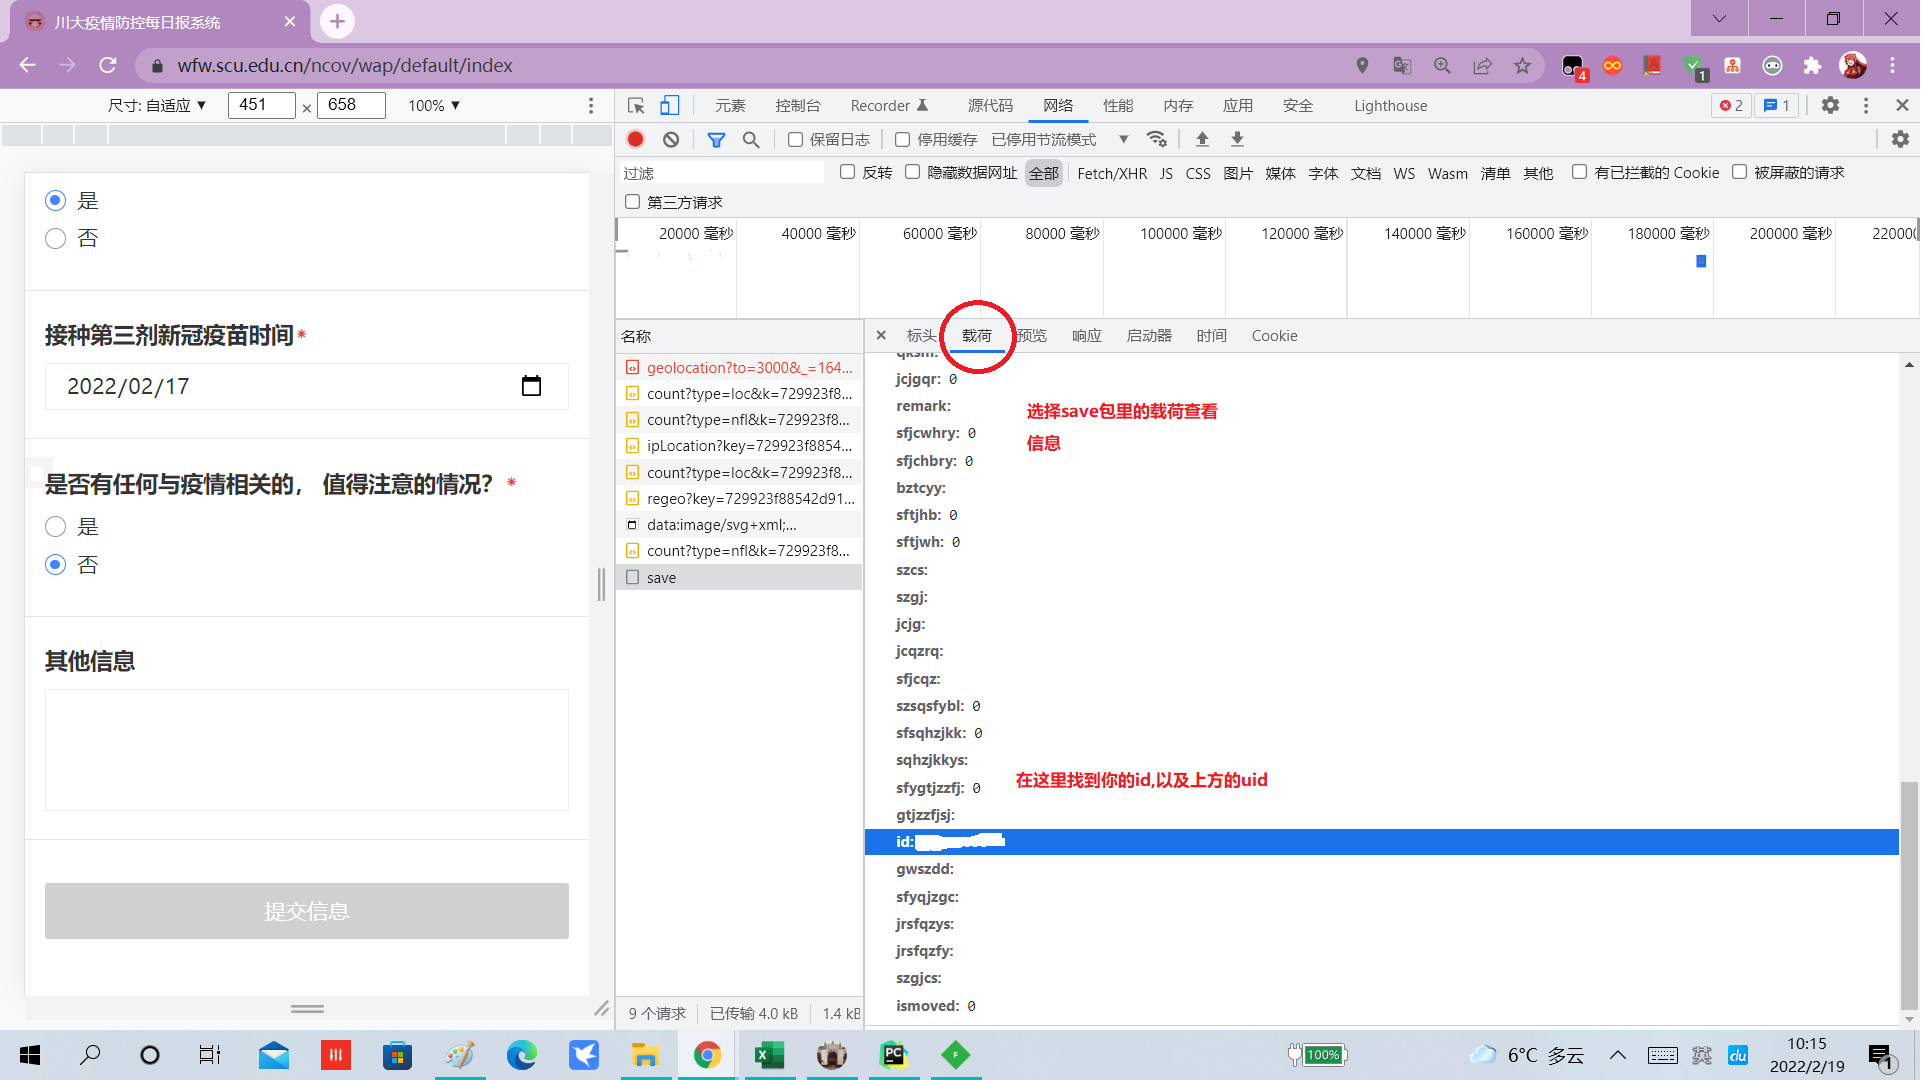 川大疫情防控每日报系统
wfw.scu.edu.cn/ncov/wap/default/index
4
1
尺寸: 自适应 ▼ 451 × 658 100% ▼
元素 控制台 Recorder 源代码 网络 性能 内存 应用 安全 Lighthouse 2 1
保留日志 停用缓存 已停用节流模式 ▼
过滤 反转 隐藏数据网址 全部 Fetch/XHR JS CSS 图片 媒体 字体 文档 WS Wasm 清单 其他 有已拦截的 Cookie 被屏蔽的请求
第三方请求
20000 毫秒 40000 毫秒 60000 毫秒 80000 毫秒 100000 毫秒 120000 毫秒 140000 毫秒 160000 毫秒 180000 毫秒 200000 毫秒 22000
是
否
接种第三剂新冠疫苗时间*
2022/02/17
是否有任何与疫情相关的， 值得注意的情况？ *
是
否
其他信息
提交信息
名称
geolocation?to=3000&_=164...
count?type=loc&k=729923f8...
count?type=nfl&k=729923f8...
ipLocation?key=729923f8854...
count?type=loc&k=729923f8...
regeo?key=729923f88542d91...
data:image/svg+xml;...
count?type=nfl&k=729923f8...
save
9 个请求 已传输 4.0 kB 1.4 kB
标头 载荷 预览 响应 启动器 时间 Cookie
jcjgqr: 0
remark:
sfjcwhry: 0
sfjchbry: 0
bztcyy:
sftjhb: 0
sftjwh: 0
szcs:
szgj:
jcjg:
jcqzrq:
sfjcqz:
szsqsfybl: 0
sfsqhzjkk: 0
sqhzjkkys:
sfygtjzzfj: 0
gtjzzfjsj:
id:
gwszdd:
sfyqjzgc:
jrsfqzys:
jrsfqzfy:
szgjcs:
ismoved: 0
选择save包里的载荷查看
信息
在这里找到你的id,以及上方的uid
100%
6°C 多云
英
du
10:15
2022/2/19
1